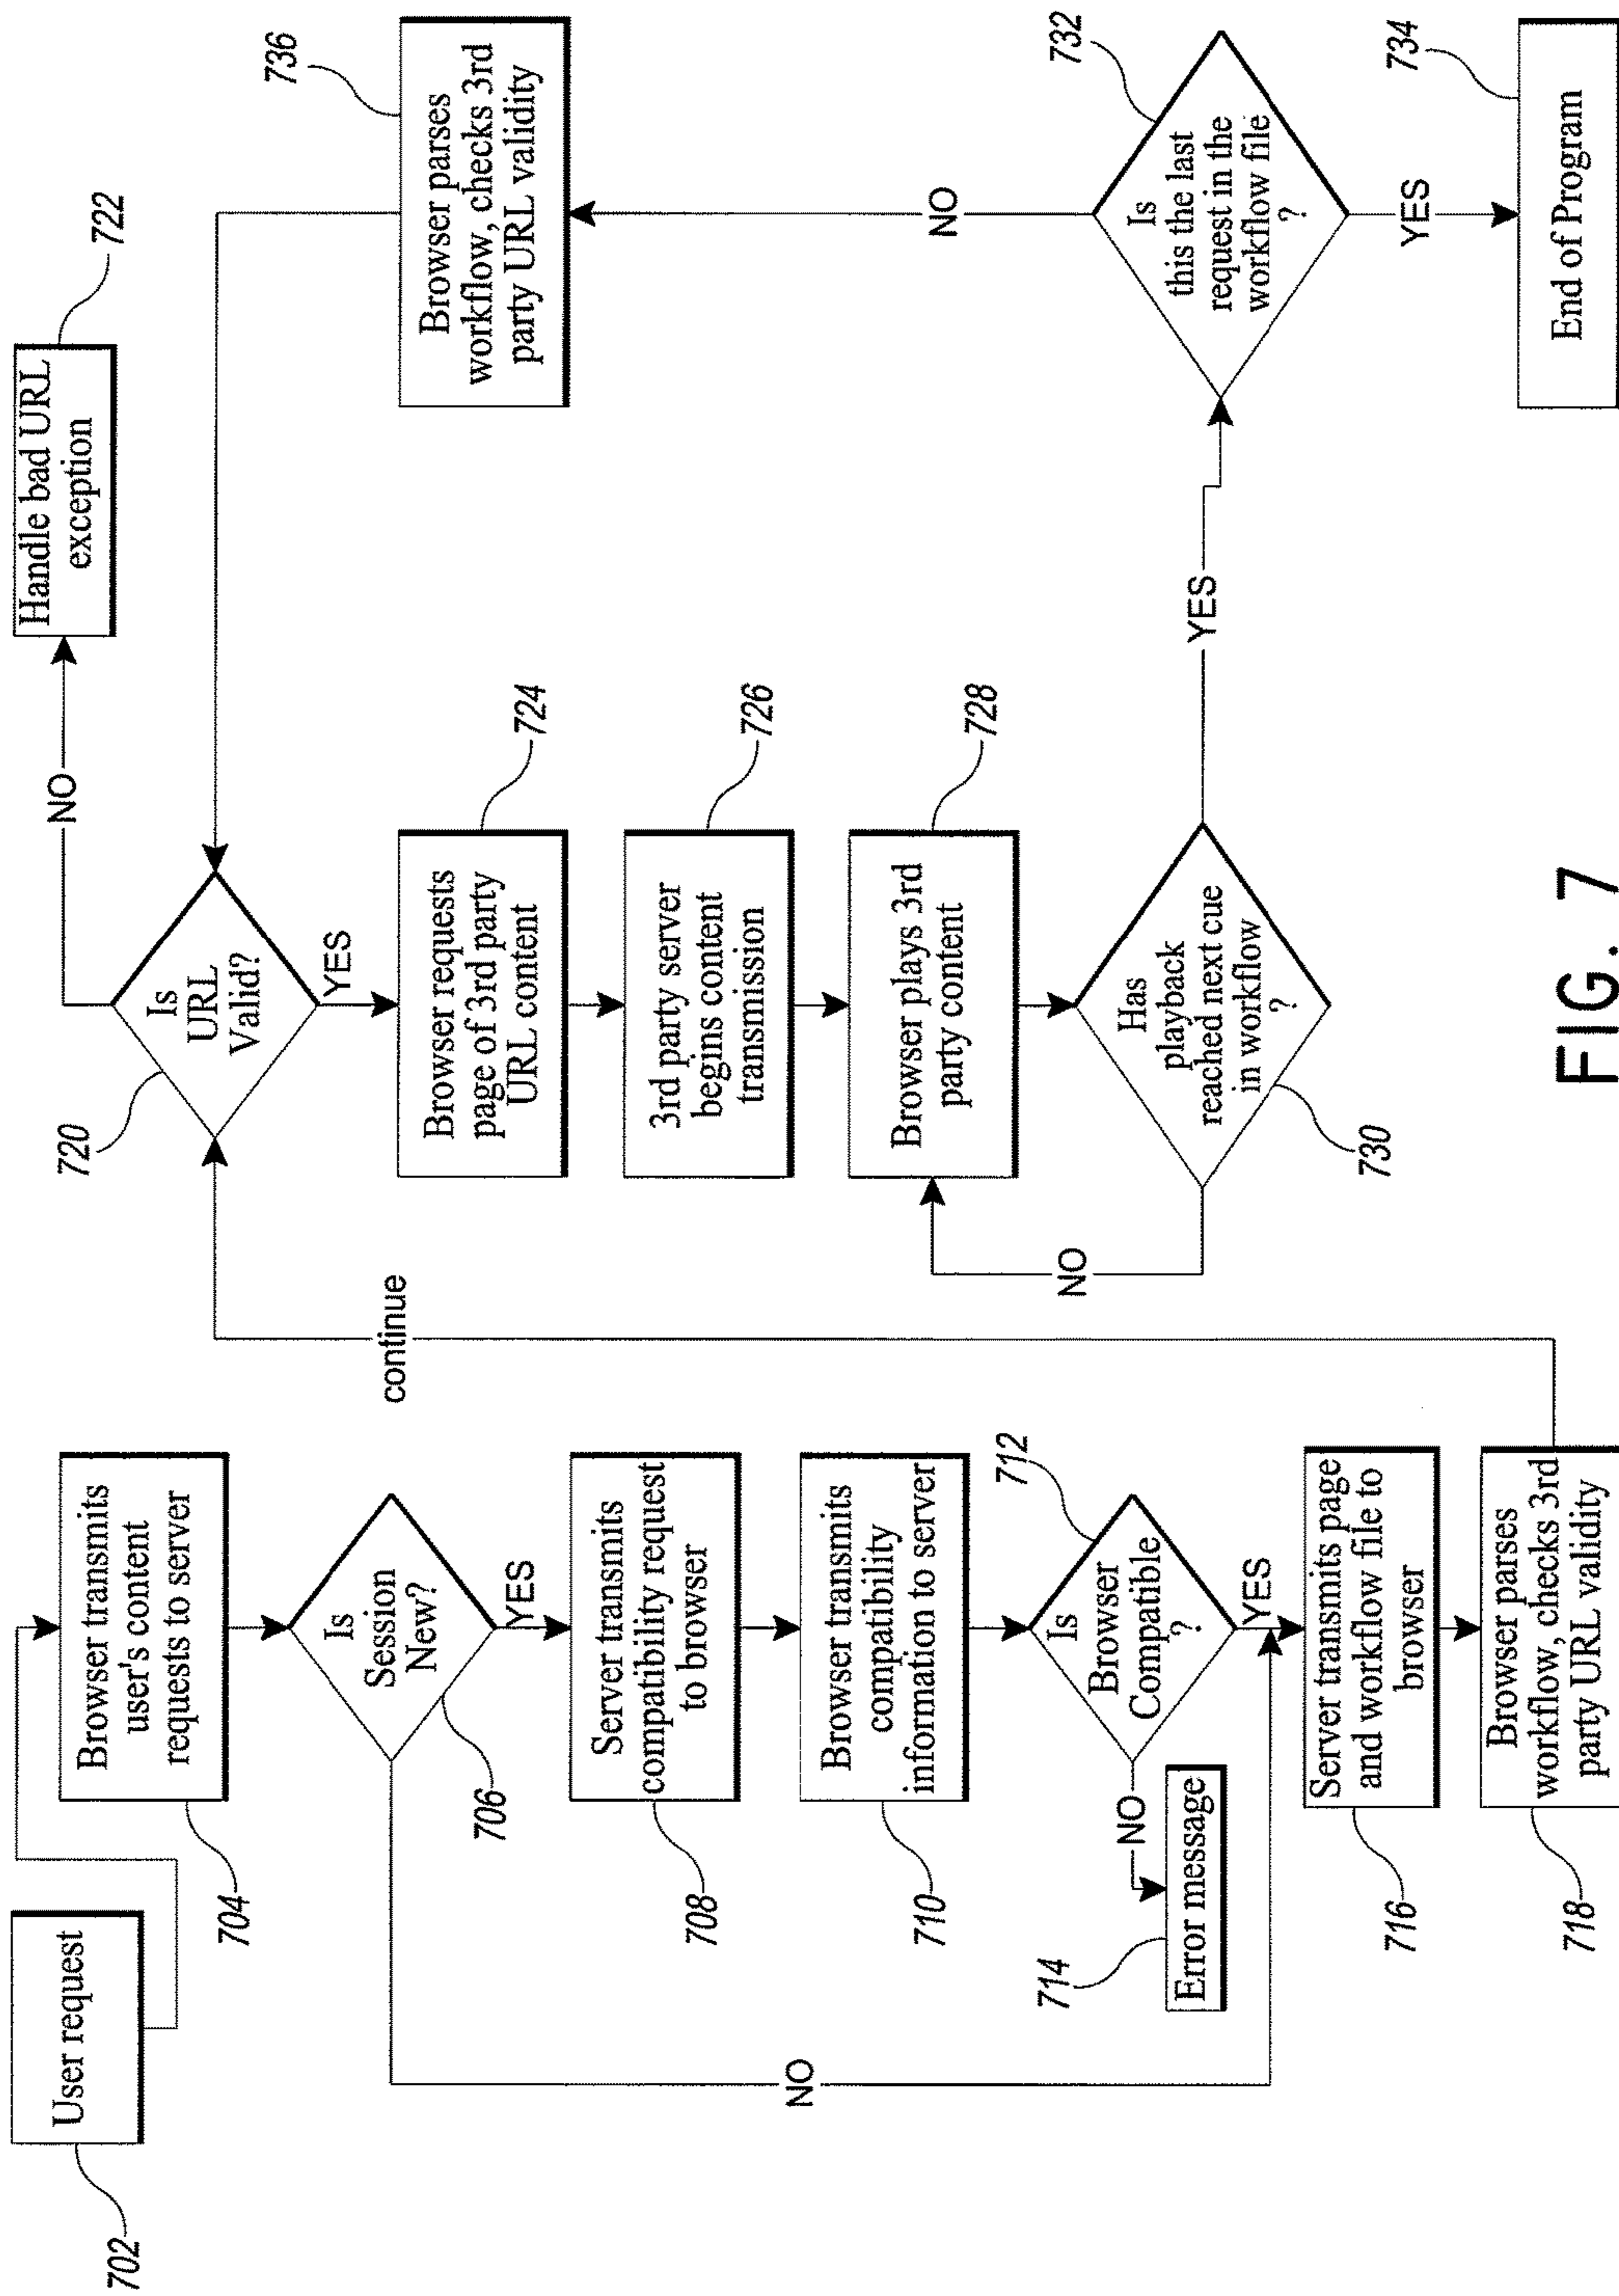 702
User request
704
Browser transmits
user's content
requests to server
706
Is
Session
New?
YES
NO
708
Server transmits
compatibility request
to browser
710
Browser transmits
compatibility
information to server
712
Is
Browser
Compatible
?
NO
714
Error message
YES
716
Server transmits page
and workflow file to
browser
718
Browser parses
workflow, checks 3rd
party URL validity
continue
720
Is
URL
Valid?
NO
722
Handle bad URL
exception
YES
724
Browser requests
page of 3rd party
URL content
726
3rd party server
begins content
transmission
728
Browser plays 3rd
party content
730
Has
playback
reached next cue
in workflow
?
NO
YES
732
Is
this the last
request in the
workflow file
?
NO
736
Browser parses
workflow, checks 3rd
party URL validity
YES
734
End of Program
FIG. 7